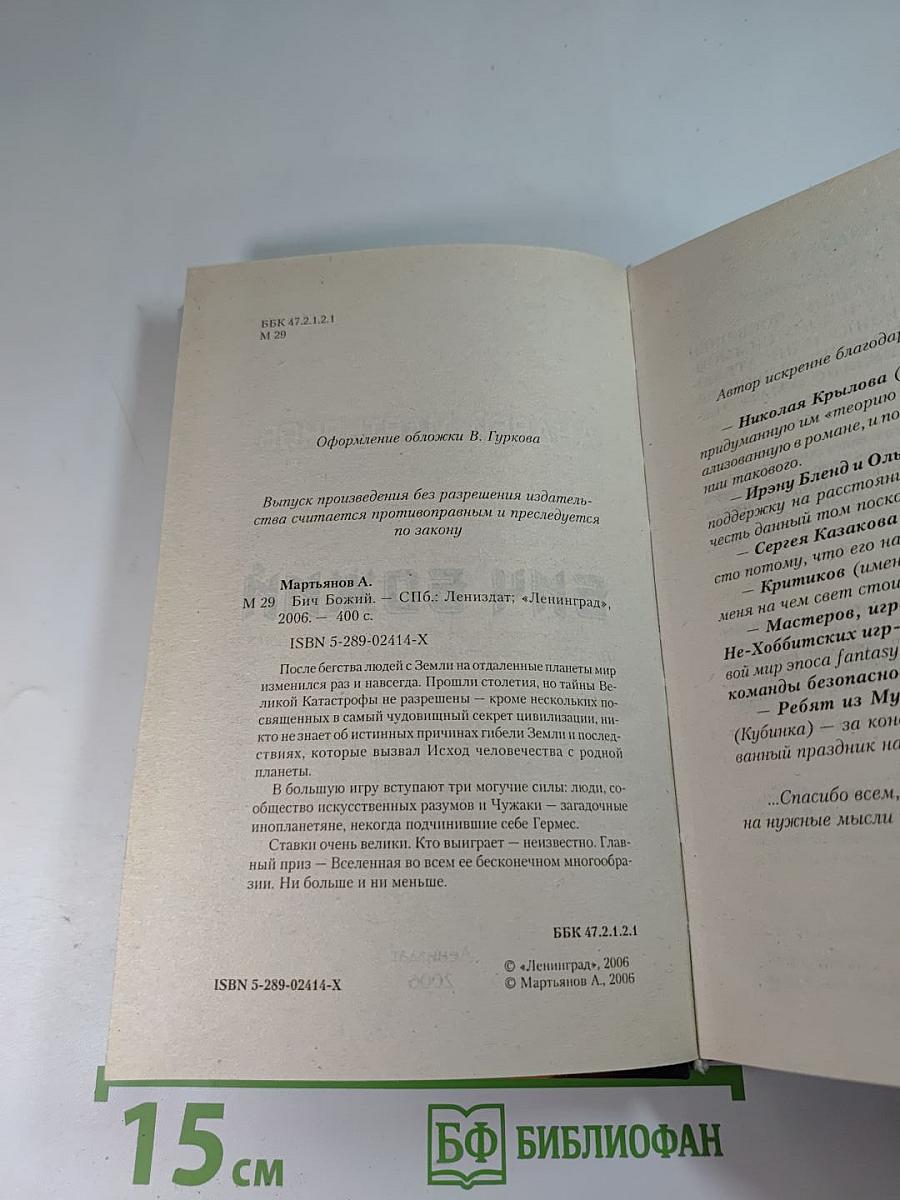 ББК 47.2.1.2.1
М 29
Оформление обложки В. Гуркова
Выпуск произведения без разрешения издатель-
ства считается противоправным и преследуется
по закону
Мартьянов А.
М 29 Бич Божий. — СПб.: Лениздат; «Ленинград»,
2006. — 400 с.
ISBN 5-289-02414-X
После бегства людей с Земли на отдаленные планеты мир
изменился раз и навсегда. Прошли столетия, но тайны Ве-
ликой Катастрофы не разрешены — кроме нескольких по-
священных в самый чудовищный секрет цивилизации, ни-
кто не знает об истинных причинах гибели Земли и послед-
ствиях, которые вызвал Исход человечества с родной
планеты.
В большую игру вступают три могучие силы: люди, со-
общество искусственных разумов и Чужаки — загадочные
инопланетяне, некогда подчинившие себе Гермес.
Ставки очень велики. Кто выиграет — неизвестно. Глав-
ный приз — Вселенная во всем ее бесконечном многообра-
зии. Ни больше и ни меньше.
ББК 47.2.1.2.1
ISBN 5-289-02414-X
© «Ленинград», 2006
© Мартьянов А., 2006
Автор искренне благодар
— Николая Крылова (
придуманную им «теорию
ализованную в романе, и по
нии такового.
— Ирэну Бленд и Оль
поддержку на расстояни
честь данный том поско
— Сергея Казакова
сто потому, что его на
— Критиков (имен
меня на чем свет стои
— Мастеров, игр
Не-Хоббитских игр-
вой мир эпоса fantasy
команды безопасно
— Ребят из Му
(Кубинка) — за кон
ванный праздник на
...Спасибо всем,
на нужные мысли
15 см
БФ БИБЛИОФАН